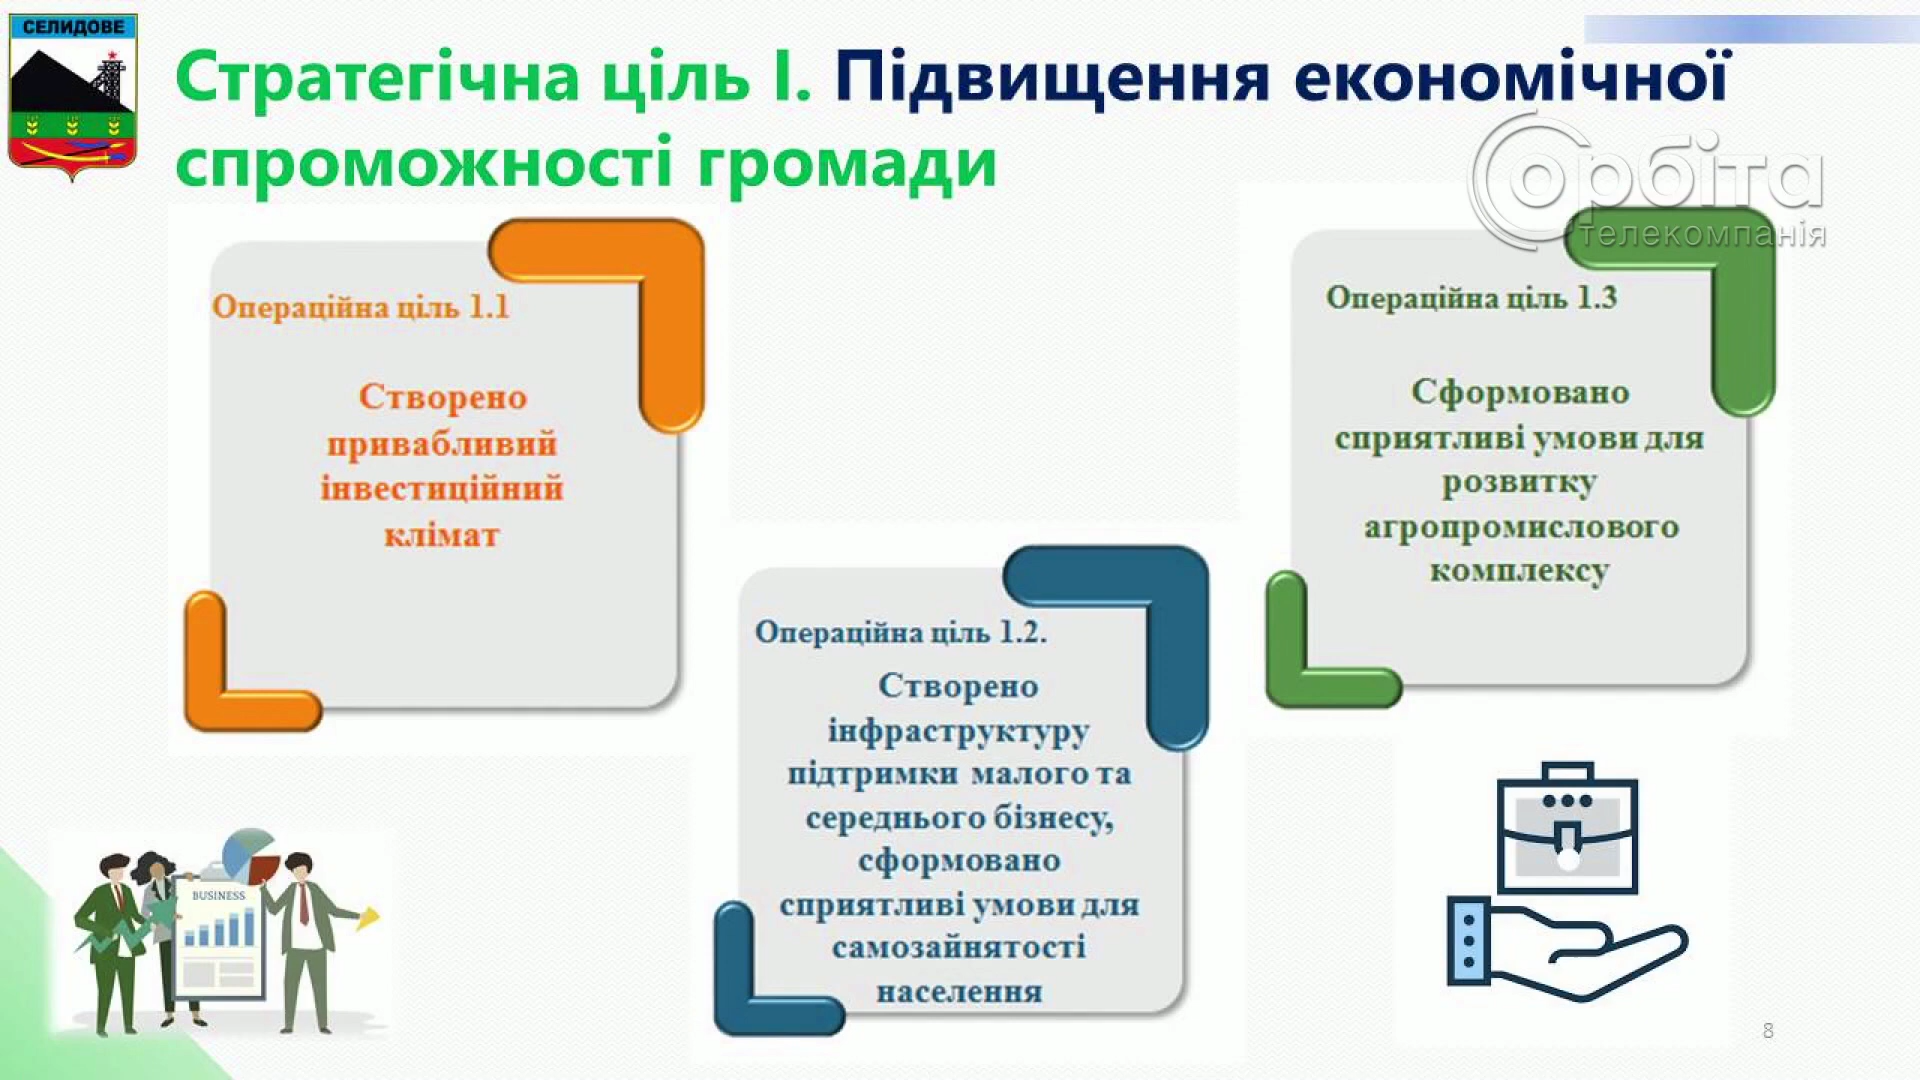 СЕЛИДОВЕ
Стратегічна ціль І. Підвищення економічної
спроможності громади
Орбіта
телекомпанія
Операційна ціль 1.1
Створено
привабливий
інвестиційний
клімат
Операційна ціль 1.2.
Створено
інфраструктуру
підтримки малого та
середнього бізнесу,
сформовано
сприятливі умови для
самозайнятості
населення
Операційна ціль 1.3
Сформовано
сприятливі умови для
розвитку
агропромислового
комплексу
BUSINESS
8